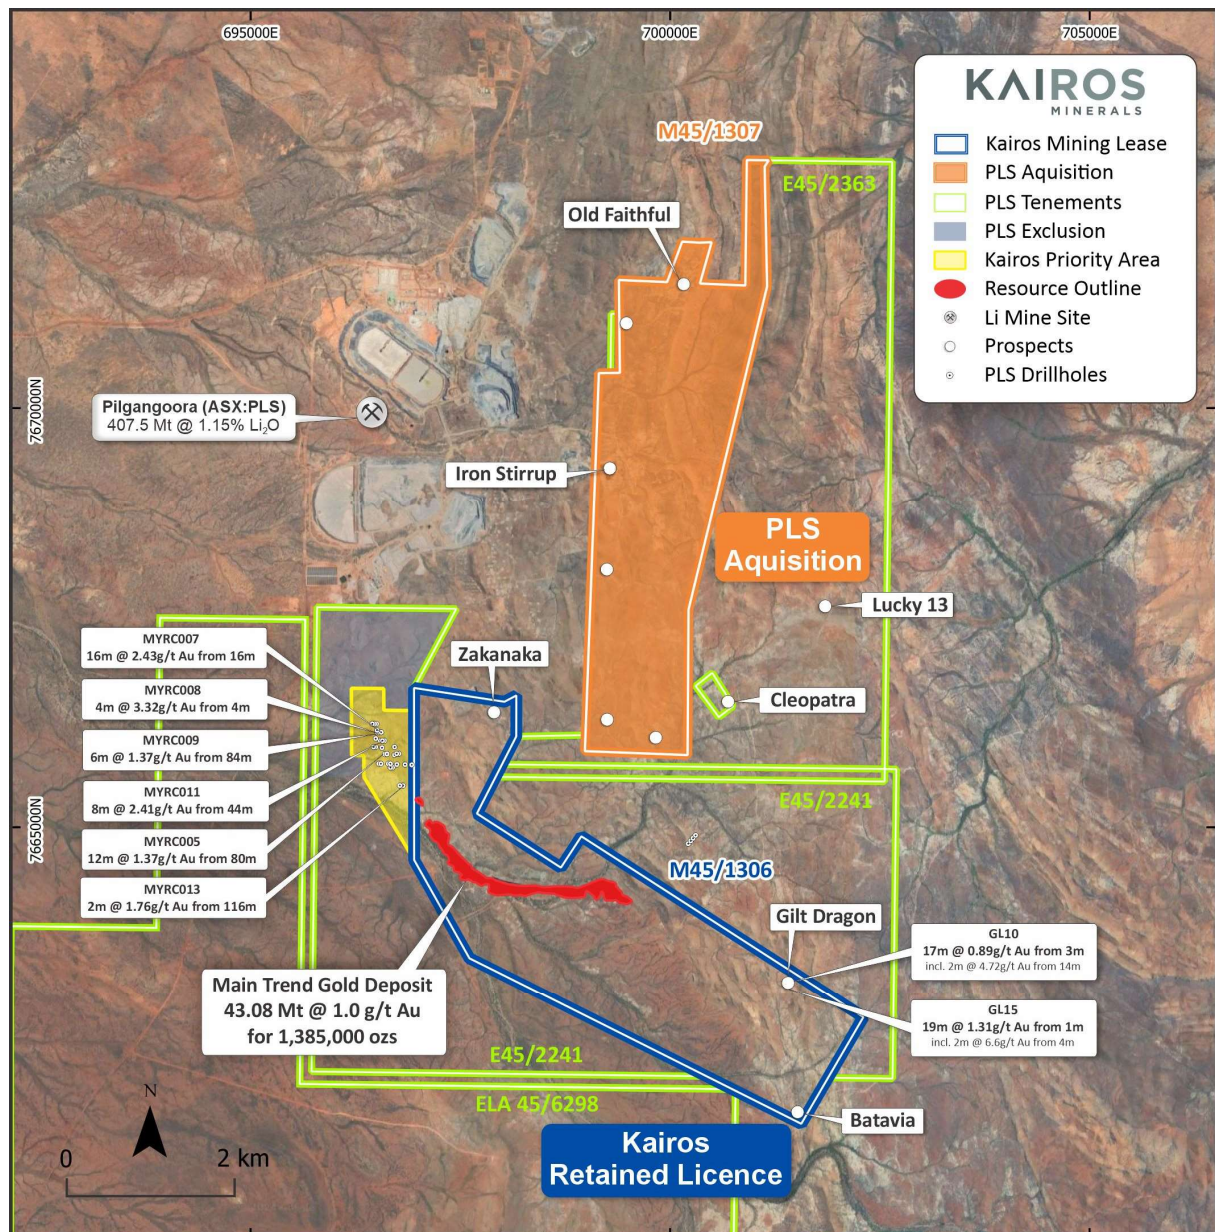 695000E
700000E
705000E
KAIROS
MINERALS
Kairos Mining Lease
PLS Aquisition
PLS Tenements
PLS Exclusion
Kairos Priority Area
Resource Outline
Li Mine Site
Prospects
PLS Drillholes
M45/1307
E45/2363
Old Faithful
7670000N
Pilgangoora (ASX:PLS)
407.5 Mt @ 1.15% Li₂O
Iron Stirrup
PLS
Aquisition
Lucky 13
MYRC007
16m @ 2.43g/t Au from 16m
Zakanaka
MYRC008
4m @ 3.32g/t Au from 4m
Cleopatra
MYRC009
6m @ 1.37g/t Au from 84m
MYRC011
8m @ 2.41g/t Au from 44m
E45/2241
7665000N
MYRC005
12m @ 1.37g/t Au from 80m
M45/1306
MYRC013
2m @ 1.76g/t Au from 116m
Gilt Dragon
GL10
17m @ 0.89g/t Au from 3m
incl. 2m @ 4.72g/t Au from 14m
Main Trend Gold Deposit
43.08 Mt @ 1.0 g/t Au
for 1,385,000 ozs
GL15
19m @ 1.31g/t Au from 1m
incl. 2m @ 6.6g/t Au from 4m
E45/2241
ELA 45/6298
N
Batavia
Kairos
Retained Licence
0 2 km